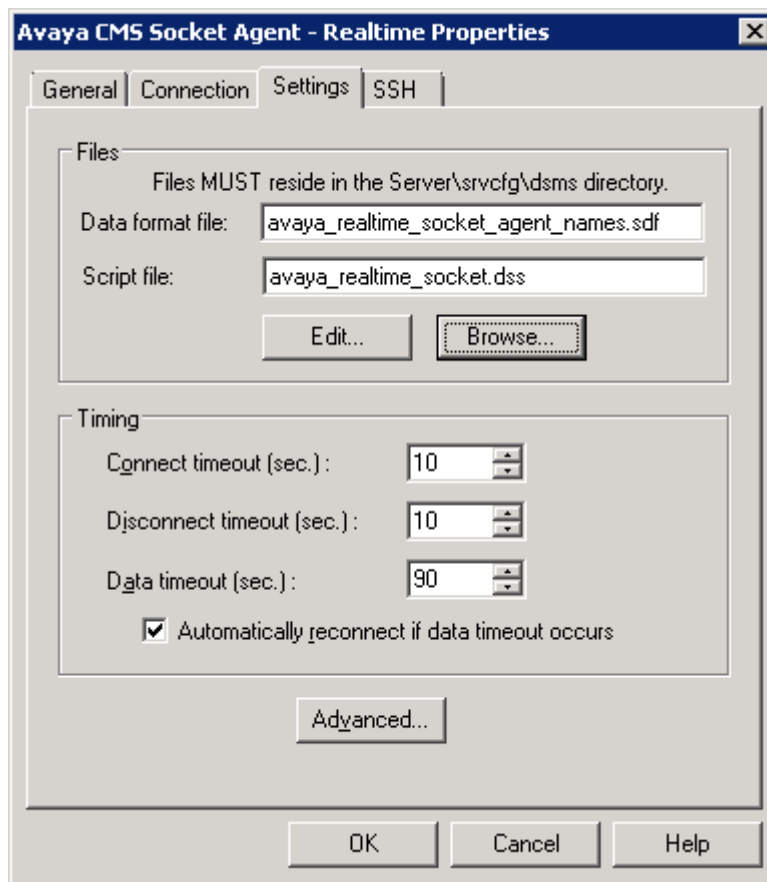 Avaya CMS Socket Agent - Realtime Properties
General Connection Settings SSH
Files
Files MUST reside in the Server\srvcfg\dsms directory.
Data format file: avaya_realtime_socket_agent_names.sdf
Script file: avaya_realtime_socket.dss
Edit... Browse...
Timing
Connect timeout (sec.) : 10
Disconnect timeout (sec.) : 10
Data timeout (sec.) : 90
Automatically reconnect if data timeout occurs
Advanced...
OK Cancel Help